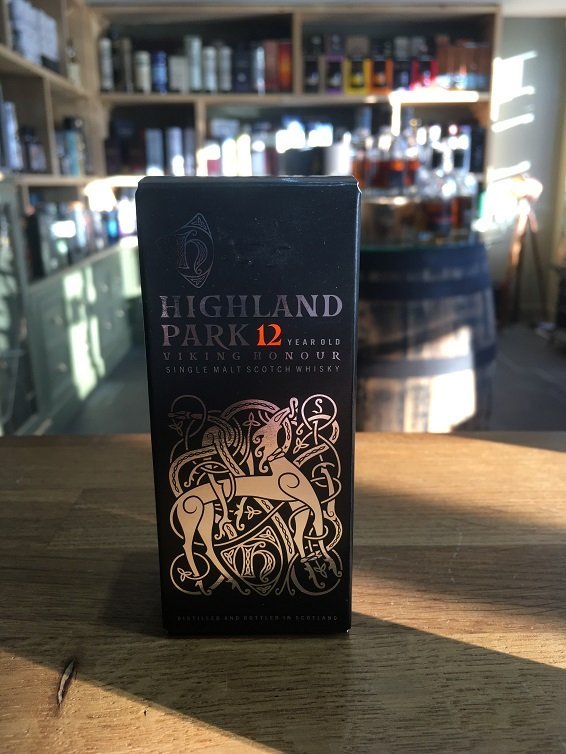 H
HIGHLAND
PARK 12 YEAR OLD
VIKING HONOUR
SINGLE MALT SCOTCH WHISKY
H
DISTILLED AND BOTTLED IN SCOTLAND